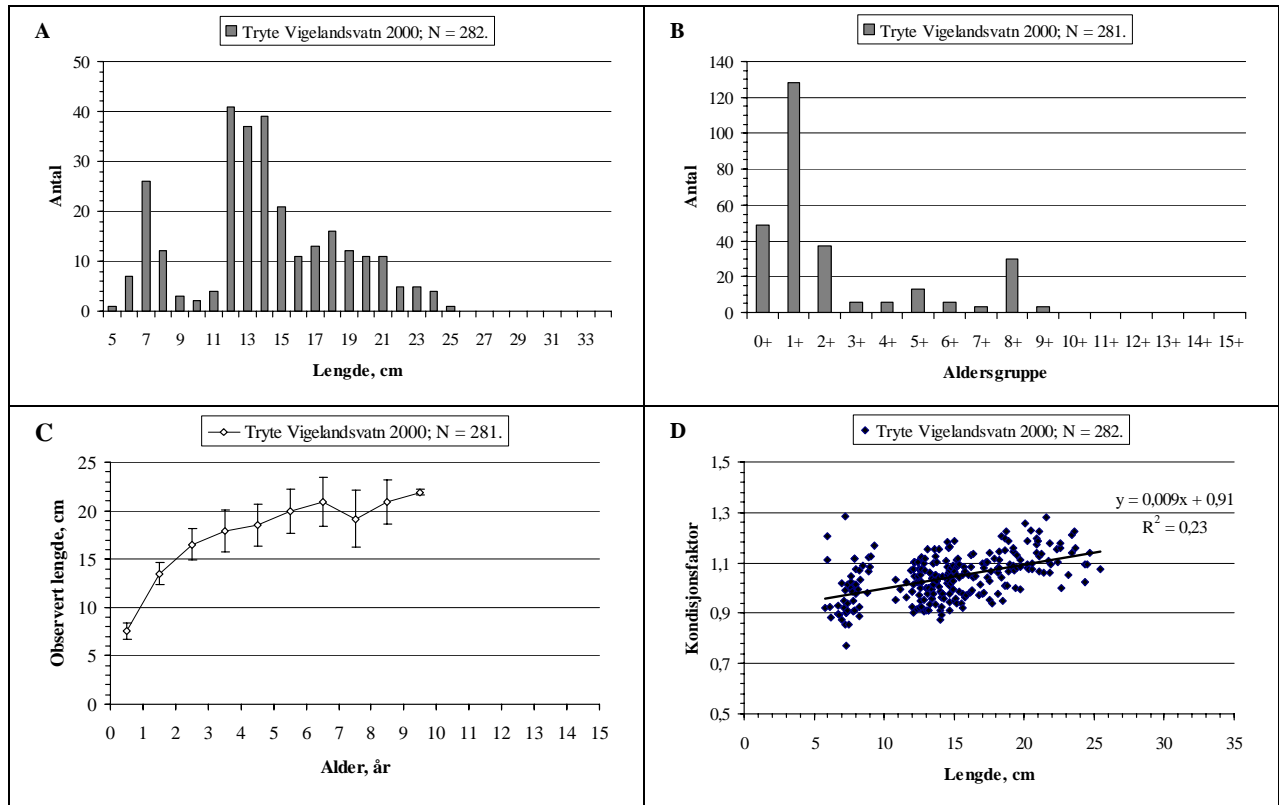 A
Tryte Vigelandsvatn 2000; N = 282.
50
40
30
20
10
0
Antal
5 7 9 11 13 15 17 19 21 23 25 27 29 31 33
Lengde, cm
B
Tryte Vigelandsvatn 2000; N = 281.
140
120
100
80
60
40
20
0
Antal
0+ 1+ 2+ 3+ 4+ 5+ 6+ 7+ 8+ 9+ 10+ 11+ 12+ 13+ 14+ 15+
Aldersgruppe
C
Tryte Vigelandsvatn 2000; N = 281.
25
20
15
10
5
0
Observert lengde, cm
0 1 2 3 4 5 6 7 8 9 10 11 12 13 14 15
Alder, år
D
Tryte Vigelandsvatn 2000; N = 282.
1,5
1,3
1,1
0,9
0,7
0,5
Kondisjonsfaktor
y = 0,009x + 0,91
R² = 0,23
0 5 10 15 20 25 30 35
Lengde, cm